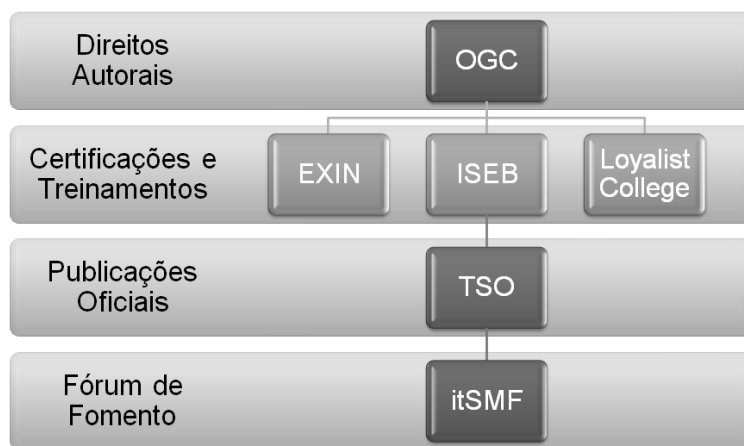 Direitos
Autorais
OGC
Certificações e
Treinamentos
EXIN
ISEB
Loyalist
College
Publicações
Oficiais
TSO
Fórum de
Fomento
itSMF